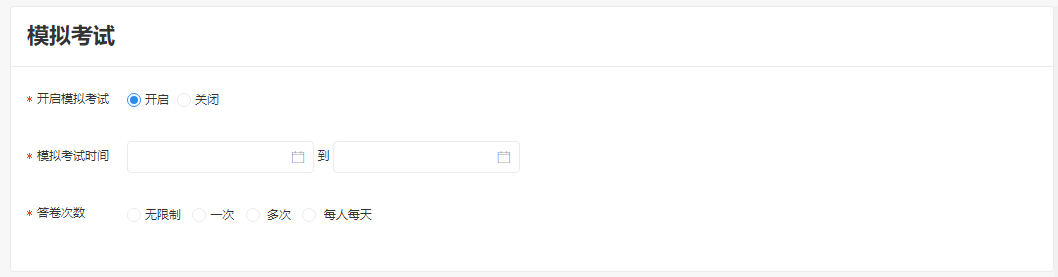 模拟考试
* 开启模拟考试 开启 关闭
* 模拟考试时间 到
* 答卷次数 无限制 一次 多次 每人每天